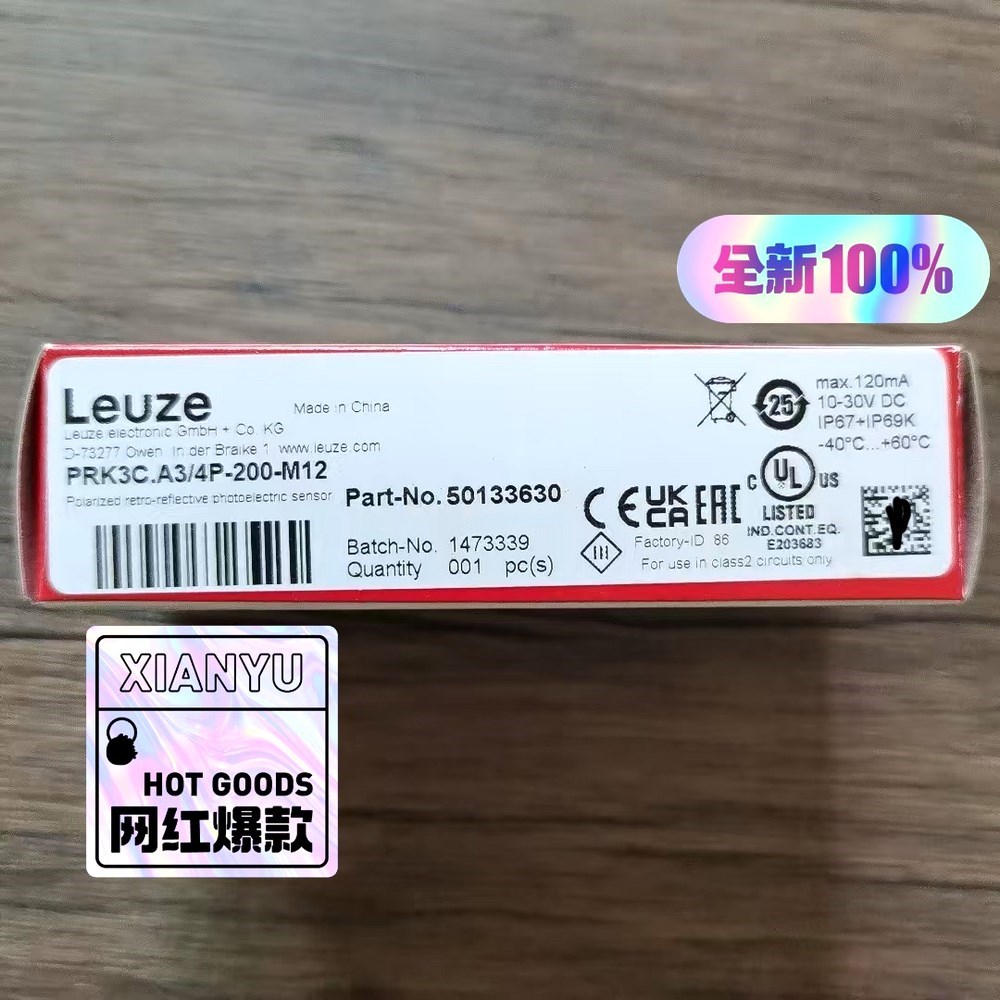 全新100%
Leuze
Made in China
Leuze electronic GmbH + Co. KG
D-73277 Owen In der Braike 1 www.leuze.com
PRK3C.A3/4P-200-M12
Polarized retro-reflective photoelectric sensor
Part-No. 50133630
Batch-No. 1473339
Quantity 001 pc(s)
25
max.120mA
10-30V DC
IP67+IP69K
-40°C...+60°C
CE UKCA EAC
c UL US
LISTED
IND.CONT.EQ.
E203683
Factory-ID 86
For use in class2 circuits only
XIANYU
HOT GOODS
网红爆款